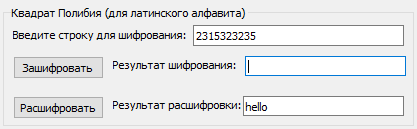 Квадрат Полибия (для латинского алфавита)
Введите строку для шифрования: 2315323235
Зашифровать Результат шифрования:
Расшифровать Результат расшифровки: hello